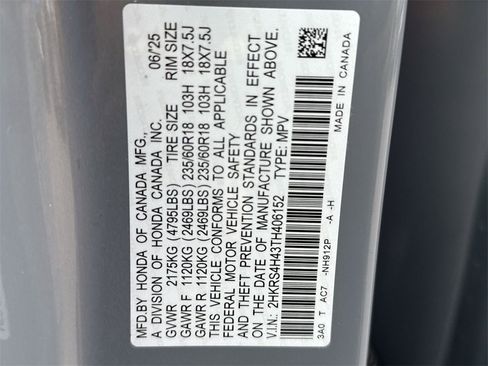 MFD.BY HONDA OF CANADA MFG.,
A DIVISION OF HONDA CANADA INC. 06/25
GVWR 2175KG (4795LBS) TIRE SIZE RIM SIZE
GAWR F 1120KG (2469LBS) 235/60R18 103H 18X7.5J
GAWR R 1120KG (2469LBS) 235/60R18 103H 18X7.5J
THIS VEHICLE CONFORMS TO ALL APPLICABLE
FEDERAL MOTOR VEHICLE SAFETY
AND THEFT PREVENTION STANDARDS IN EFFECT
ON THE DATE OF MANUFACTURE SHOWN ABOVE.
V.I.N.: 2HKRS4H43TH406152 TYPE: MPV
3A0 T AC7 -NH912P -A -H
MADE IN CANADA